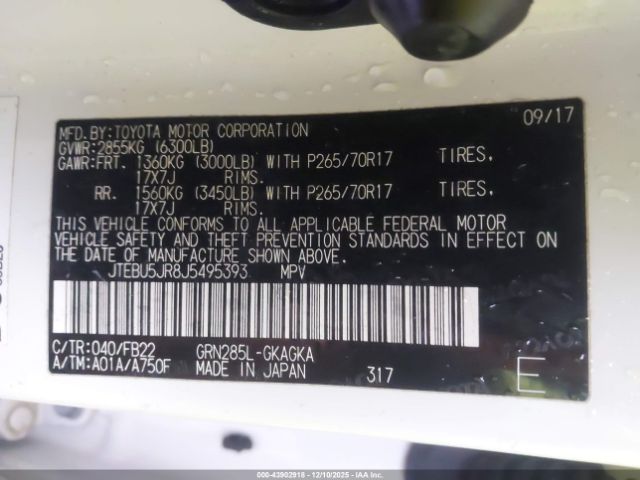 09/17
MFD.BY:TOYOTA MOTOR CORPORATION
GVWR:2855KG (6300LB)
GAWR:FRT. 1360KG (3000LB) WITH P265/70R17 TIRES,
17X7J RIMS.
RR. 1560KG (3450LB) WITH P265/70R17 TIRES,
17X7J RIMS.
THIS VEHICLE CONFORMS TO ALL APPLICABLE FEDERAL MOTOR
VEHICLE SAFETY AND THEFT PREVENTION STANDARDS IN EFFECT ON
THE DATE OF MANUFACTURE SHOWN ABOVE.
JTEBU5JR8J5495393 MPV
C/TR:040/FB22 GRN285L-GKAGKA
A/TM:A01A/A750F MADE IN JAPAN 317
E
000-43902918 - 12/10/2025 - IAAI